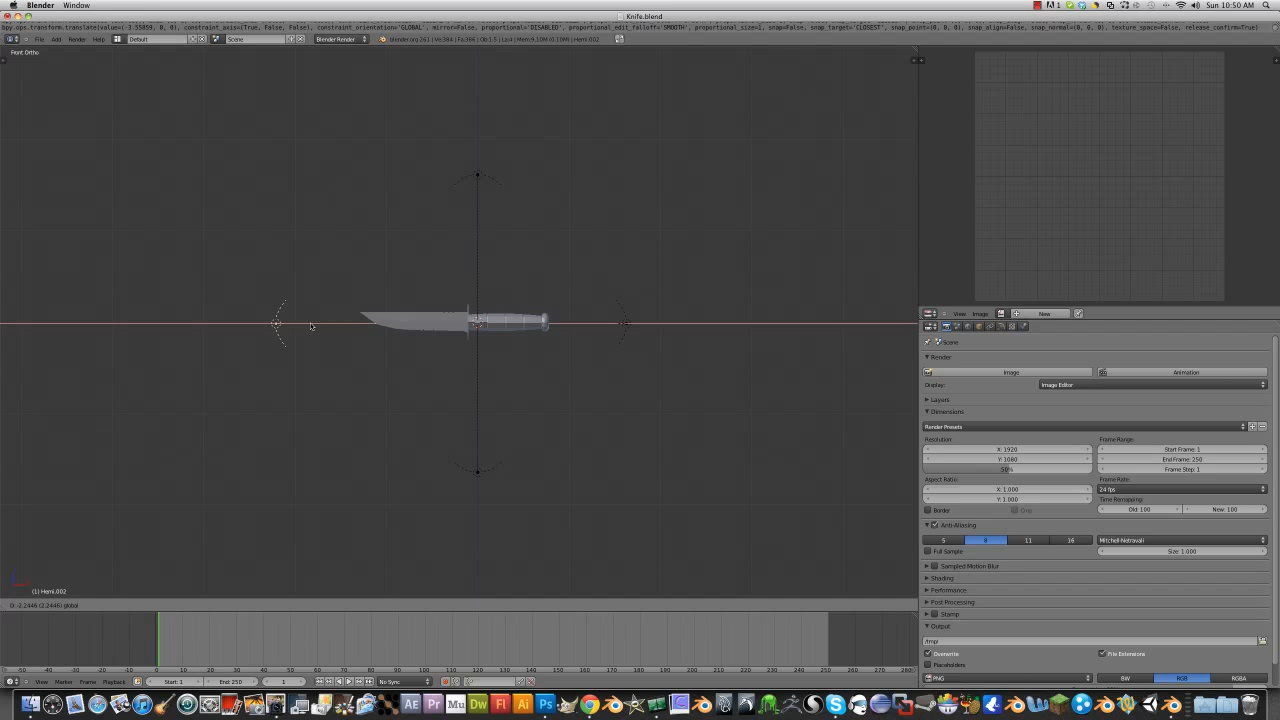 Blender Window
1
Sun 10:50 AM
Knife.blend
bpy.ops.transform.translate(value=(-3.55859, 0, 0), constraint_axis=(True, False, False), constraint_orientation='GLOBAL', mirror=False, proportional='DISABLED', proportional_edit_falloff='SMOOTH', proportional_size=1, snap=False, snap_target='CLOSEST', snap_point=(0, 0, 0), snap_align=False, snap_normal=(0, 0, 0), texture_space=False, release_confirm=True)
File Add Render Help Default Scene Blender Render
Front Ortho
View Image New
Scene
Render
Image Animation
Display: Image Editor
Layers
Dimensions
Render Presets
Resolution: Frame Range:
X: 1920 Start Frame: 1
Y: 1080 End Frame: 250
50% Frame Step: 1
Aspect Ratio: Frame Rate:
X: 1.000 24 fps
Y: 1.000 Time Remapping:
Border Crop Old: 100 New: 100
Anti-Aliasing
5 8 11 16 Mitchell-Netravali
Full Sample Size: 1.000
Sampled Motion Blur
Shading
Performance
Post Processing
Stamp
Output
/tmp/
Overwrite File Extensions
Placeholders
PNG BW RGB RGBA
(1) Hemi.002
D: -2.2446 (2.2446) global
-50 -40 -30 -20 -10 0 10 20 30 40 50 60 70 80 90 100 110 120 130 140 150 160 170 180 190 200 210 220 230 240 250 260 270 280
View Marker Frame Playback Start: 1 End: 250 1 No Sync
AE Pr Mu Dw Fl Ai Ps